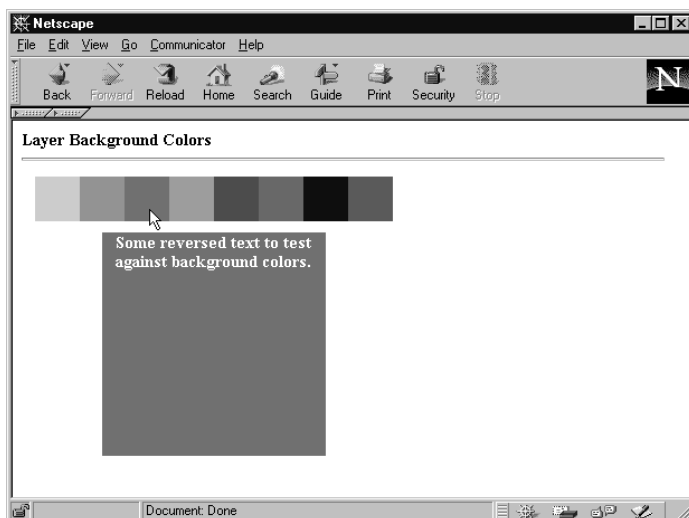 Netscape
File Edit View Go Communicator Help
Back Forward Reload Home Search Guide Print Security Stop
N
Layer Background Colors
Some reversed text to test
against background colors.
Document: Done